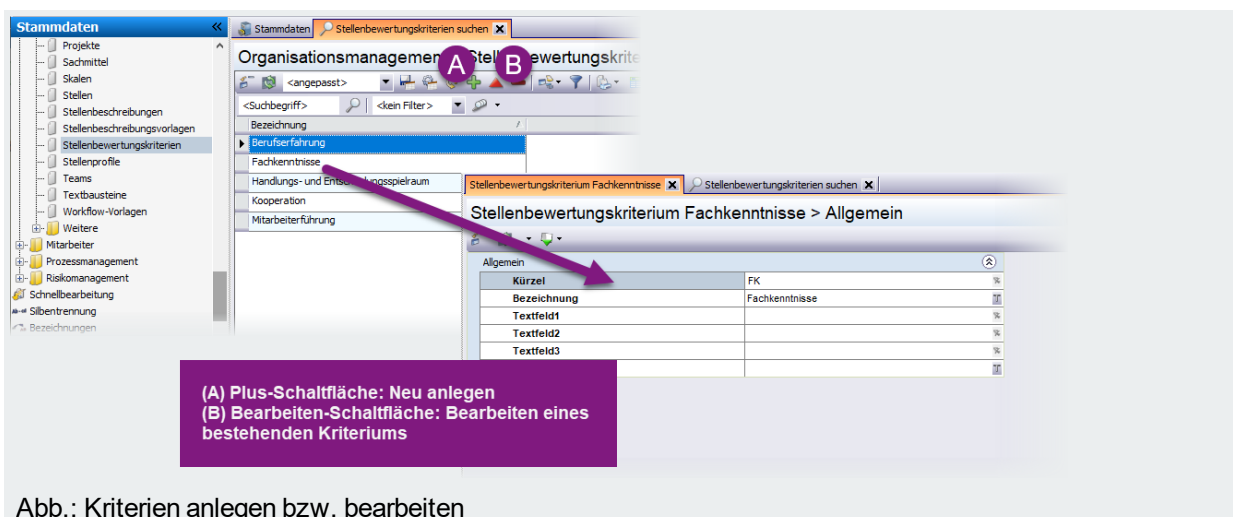 Stammdaten
Projekte
Sachmittel
Skalen
Stellen
Stellenbeschreibungen
Stellenbeschreibungsvorlagen
Stellenbewertungskriterien
Stellenprofile
Teams
Textbausteine
Workflow-Vorlagen
Weitere
Mitarbeiter
Prozessmanagement
Risikomanagement
Schnellbearbeitung
Silbentrennung
Bezeichnungen
Stammdaten Stellenbewertungskriterien suchen
A B
<angepasst>
<Suchbegriff> <kein Filter>
Bezeichnung
Berufserfahrung
Fachkenntnisse
Handlungs- und
Kooperation
Mitarbeiterführung
Stellenbewertungskriterium Fachkenntnisse Stellenbewertungskriterien suchen
Stellenbewertungskriterium Fachkenntnisse > Allgemein
Allgemein
Kürzel FK
Bezeichnung Fachkenntnisse
Textfeld1
Textfeld2
Textfeld3
(A) Plus-Schaltfläche: Neu anlegen
(B) Bearbeiten-Schaltfläche: Bearbeiten eines
bestehenden Kriteriums
Abb.: Kriterien anlegen bzw. bearbeiten